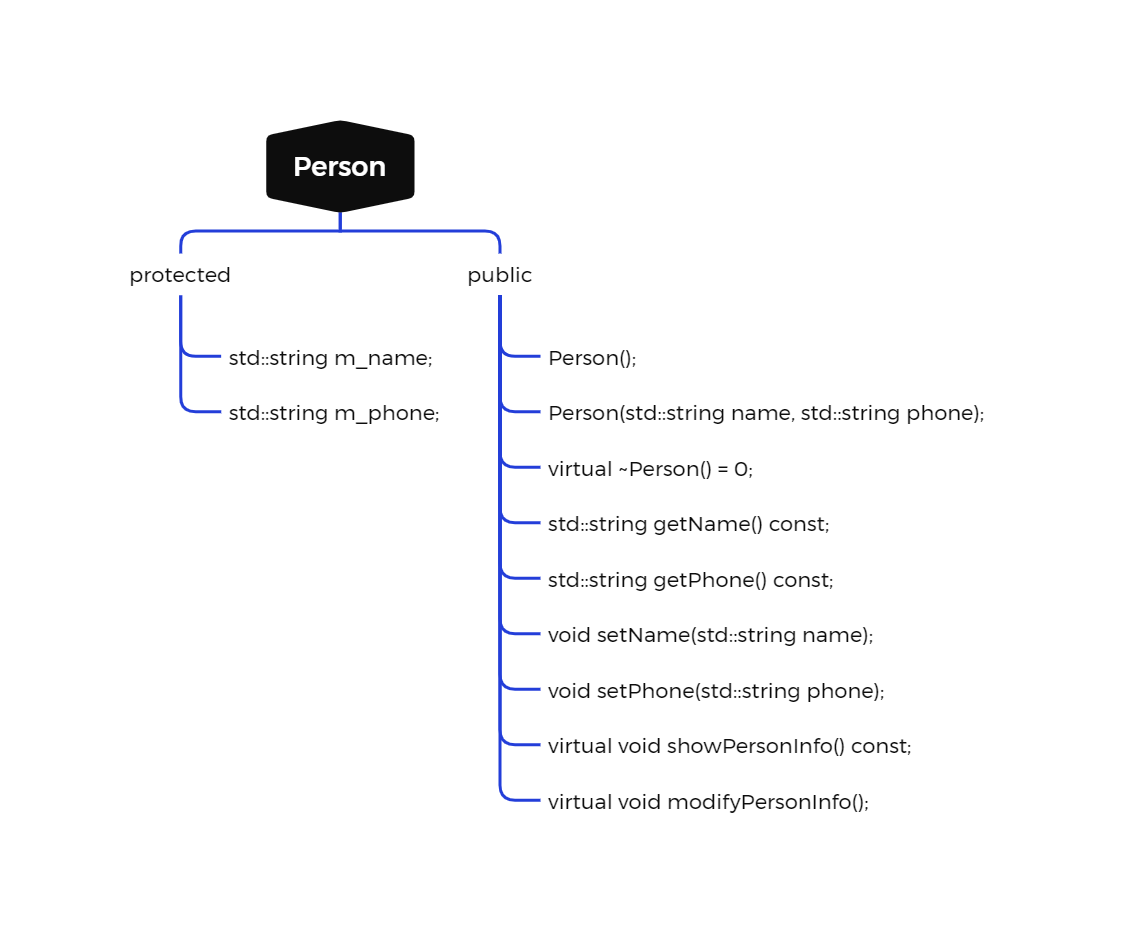 Person
protected
public
std::string m_name;
std::string m_phone;
Person();
Person(std::string name, std::string phone);
virtual ~Person() = 0;
std::string getName() const;
std::string getPhone() const;
void setName(std::string name);
void setPhone(std::string phone);
virtual void showPersonInfo() const;
virtual void modifyPersonInfo();